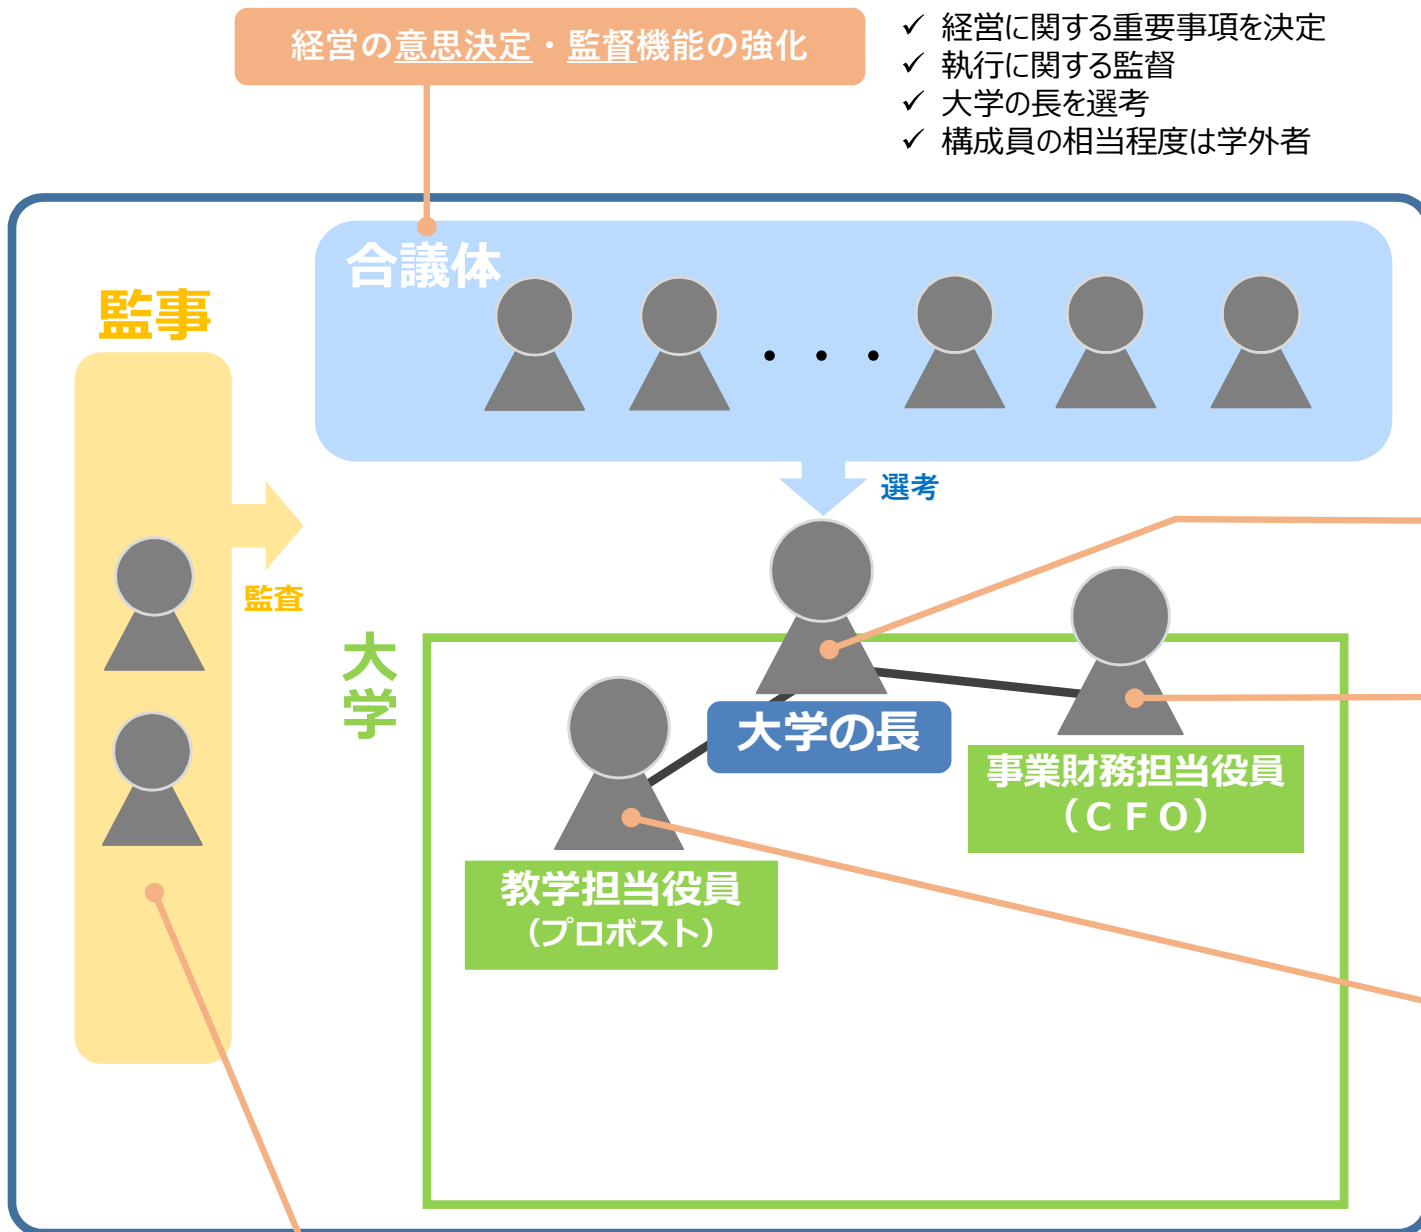 経営の意思決定・監督機能の強化
✓ 経営に関する重要事項を決定
✓ 執行に関する監督
✓ 大学の長を選考
✓ 構成員の相当程度は学外者
合議体
監事
・・・
選考
監査
大学
大学の長
事業財務担当役員
（ＣＦＯ）
教学担当役員
（プロボスト）